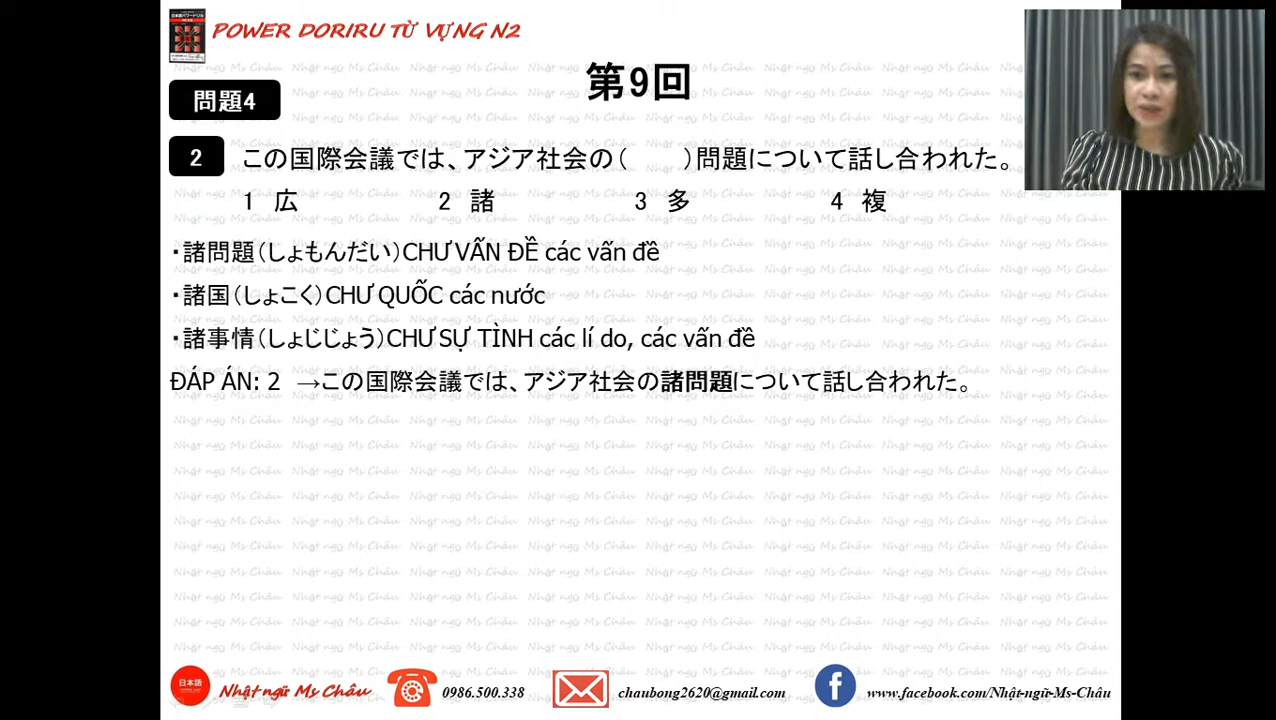 POWER DORIRU TỪ VỰNG N2
第9回
問題4
2 この国際会議では、アジア社会の( )問題について話し合われた。
1 広 2 諸 3 多 4 複
・諸問題(しょもんだい)CHƯ VẤN ĐỀ các vấn đề
・諸国(しょこく)CHƯ QUỐC các nước
・諸事情(しょじじょう)CHƯ SỰ TÌNH các lí do, các vấn đề
ĐÁP ÁN: 2 →この国際会議では、アジア社会の諸問題について話し合われた。
日本語 Nhật ngữ Ms Châu 0986.500.338 chaubong2620@gmail.com www.facebook.com/Nhật-ngữ-Ms-Châu